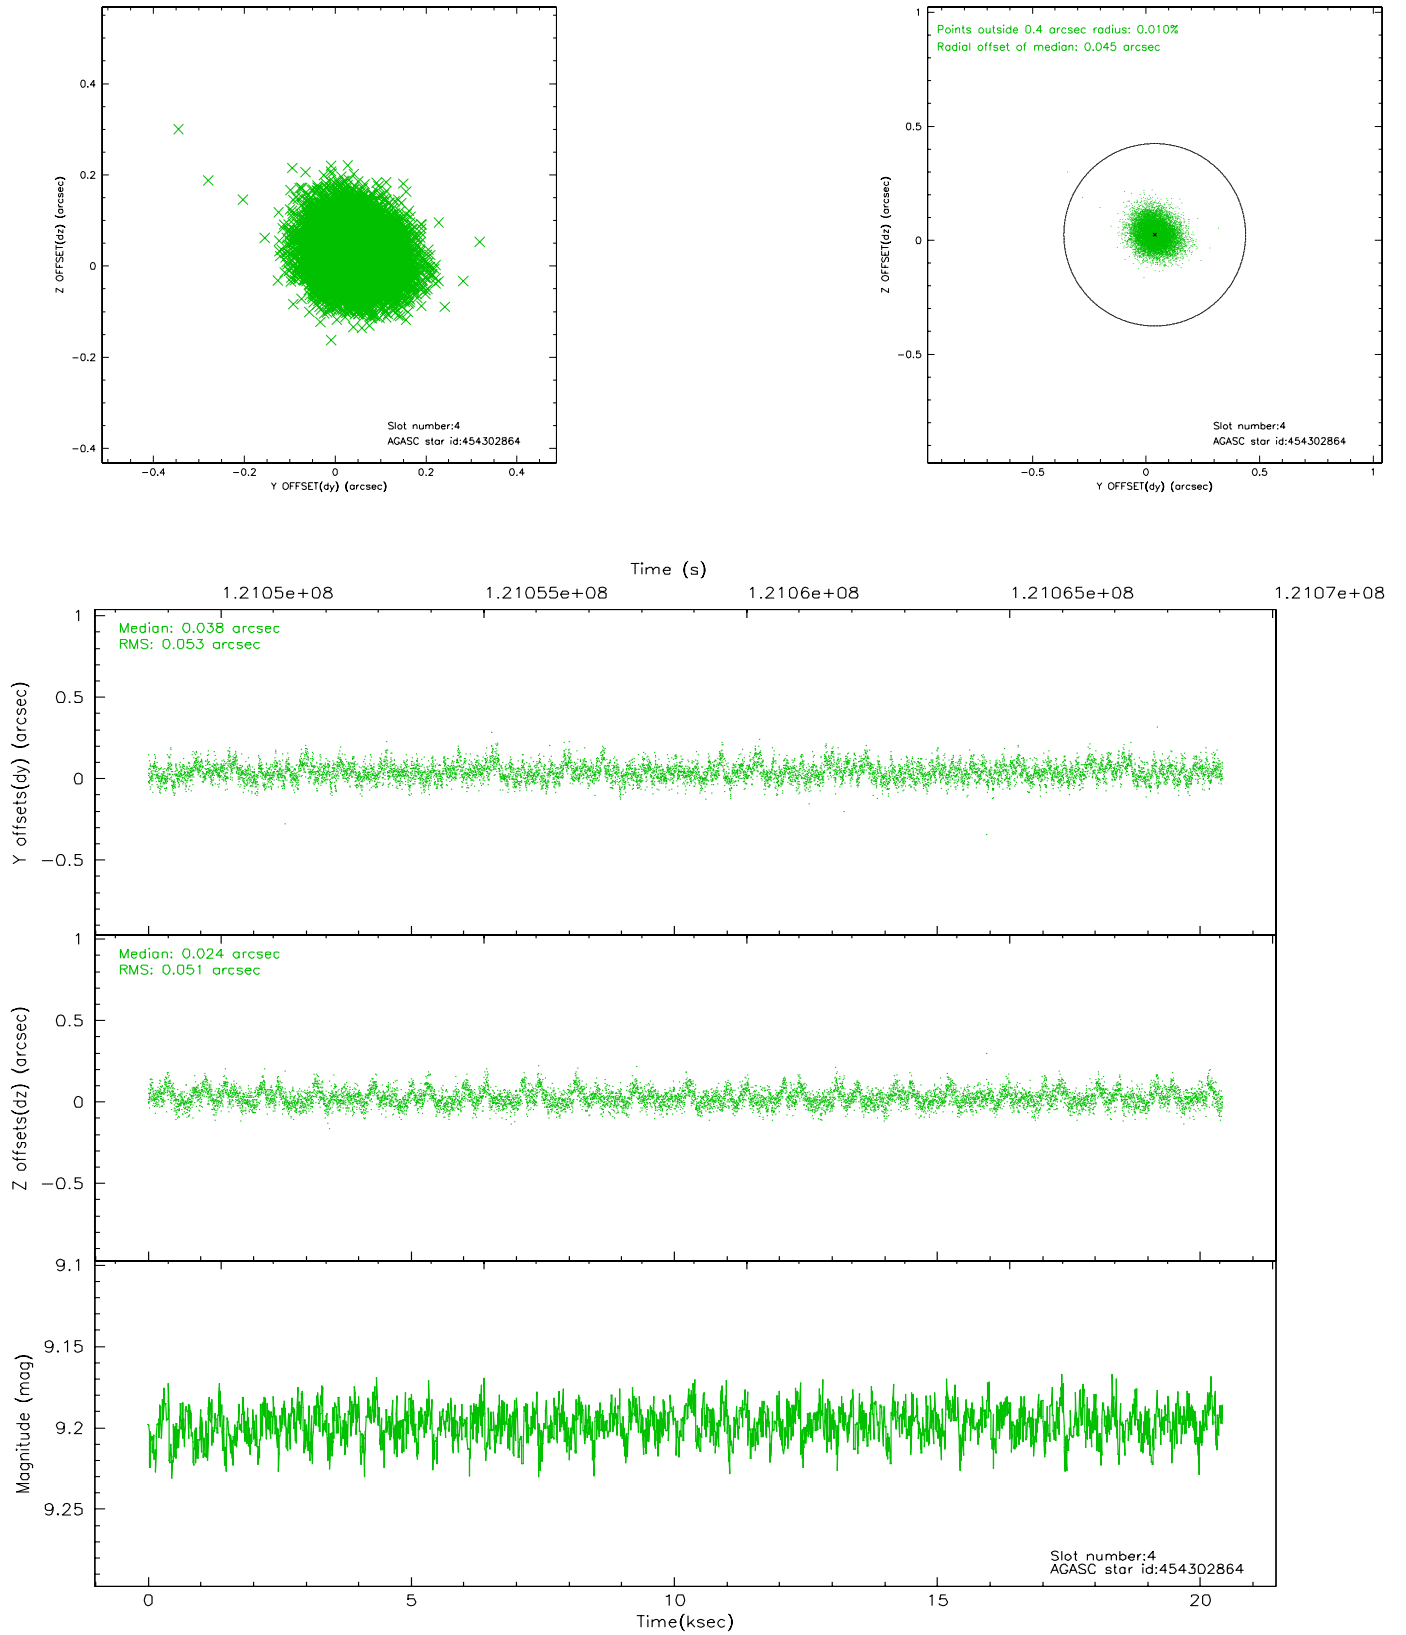 0.4
0.2
0
-0.2
-0.4
Z OFFSET(dz) (arcsec)
Slot number:4
AGASC star id:454302864
-0.4 -0.2 0 0.2 0.4
Y OFFSET(dy) (arcsec)
1
0.5
0
-0.5
Z OFFSET(dz) (arcsec)
Points outside 0.4 arcsec radius: 0.010%
Radial offset of median: 0.045 arcsec
Slot number:4
AGASC star id:454302864
-0.5 0 0.5 1
Y OFFSET(dy) (arcsec)
Time (s)
1.2105e+08 1.21055e+08 1.2106e+08 1.21065e+08 1.2107e+08
1
0.5
0
-0.5
Y offsets(dy) (arcsec)
Median: 0.038 arcsec
RMS: 0.053 arcsec
1
0.5
0
-0.5
Z offsets(dz) (arcsec)
Median: 0.024 arcsec
RMS: 0.051 arcsec
9.1
9.15
9.2
9.25
Magnitude (mag)
Slot number:4
AGASC star id:454302864
0 5 10 15 20
Time(ksec)